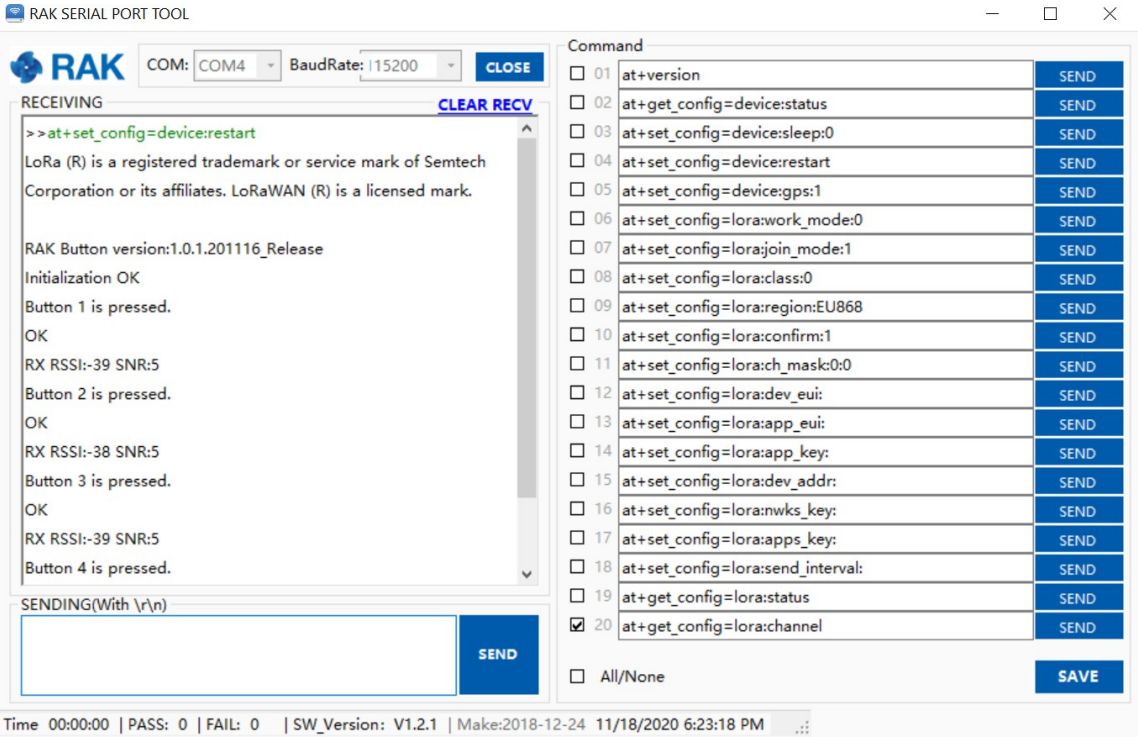 RAK SERIAL PORT TOOL
RAK COM: COM4 BaudRate: 115200 CLOSE
RECEIVING CLEAR RECV
>>at+set_config=device:restart
LoRa (R) is a registered trademark or service mark of Semtech
Corporation or its affiliates. LoRaWAN (R) is a licensed mark.
RAK Button version:1.0.1.201116_Release
Initialization OK
Button 1 is pressed.
OK
RX RSSI:-39 SNR:5
Button 2 is pressed.
OK
RX RSSI:-38 SNR:5
Button 3 is pressed.
OK
RX RSSI:-39 SNR:5
Button 4 is pressed.
SENDING(With \r\n)
SEND
Command
01 at+version SEND
02 at+get_config=device:status SEND
03 at+set_config=device:sleep:0 SEND
04 at+set_config=device:restart SEND
05 at+set_config=device:gps:1 SEND
06 at+set_config=lora:work_mode:0 SEND
07 at+set_config=lora:join_mode:1 SEND
08 at+set_config=lora:class:0 SEND
09 at+set_config=lora:region:EU868 SEND
10 at+set_config=lora:confirm:1 SEND
11 at+set_config=lora:ch_mask:0:0 SEND
12 at+set_config=lora:dev_eui: SEND
13 at+set_config=lora:app_eui: SEND
14 at+set_config=lora:app_key: SEND
15 at+set_config=lora:dev_addr: SEND
16 at+set_config=lora:nwks_key: SEND
17 at+set_config=lora:apps_key: SEND
18 at+set_config=lora:send_interval: SEND
19 at+get_config=lora:status SEND
20 at+get_config=lora:channel SEND
All/None SAVE
Time 00:00:00 | PASS: 0 | FAIL: 0 | SW_Version: V1.2.1 | Make:2018-12-24 11/18/2020 6:23:18 PM